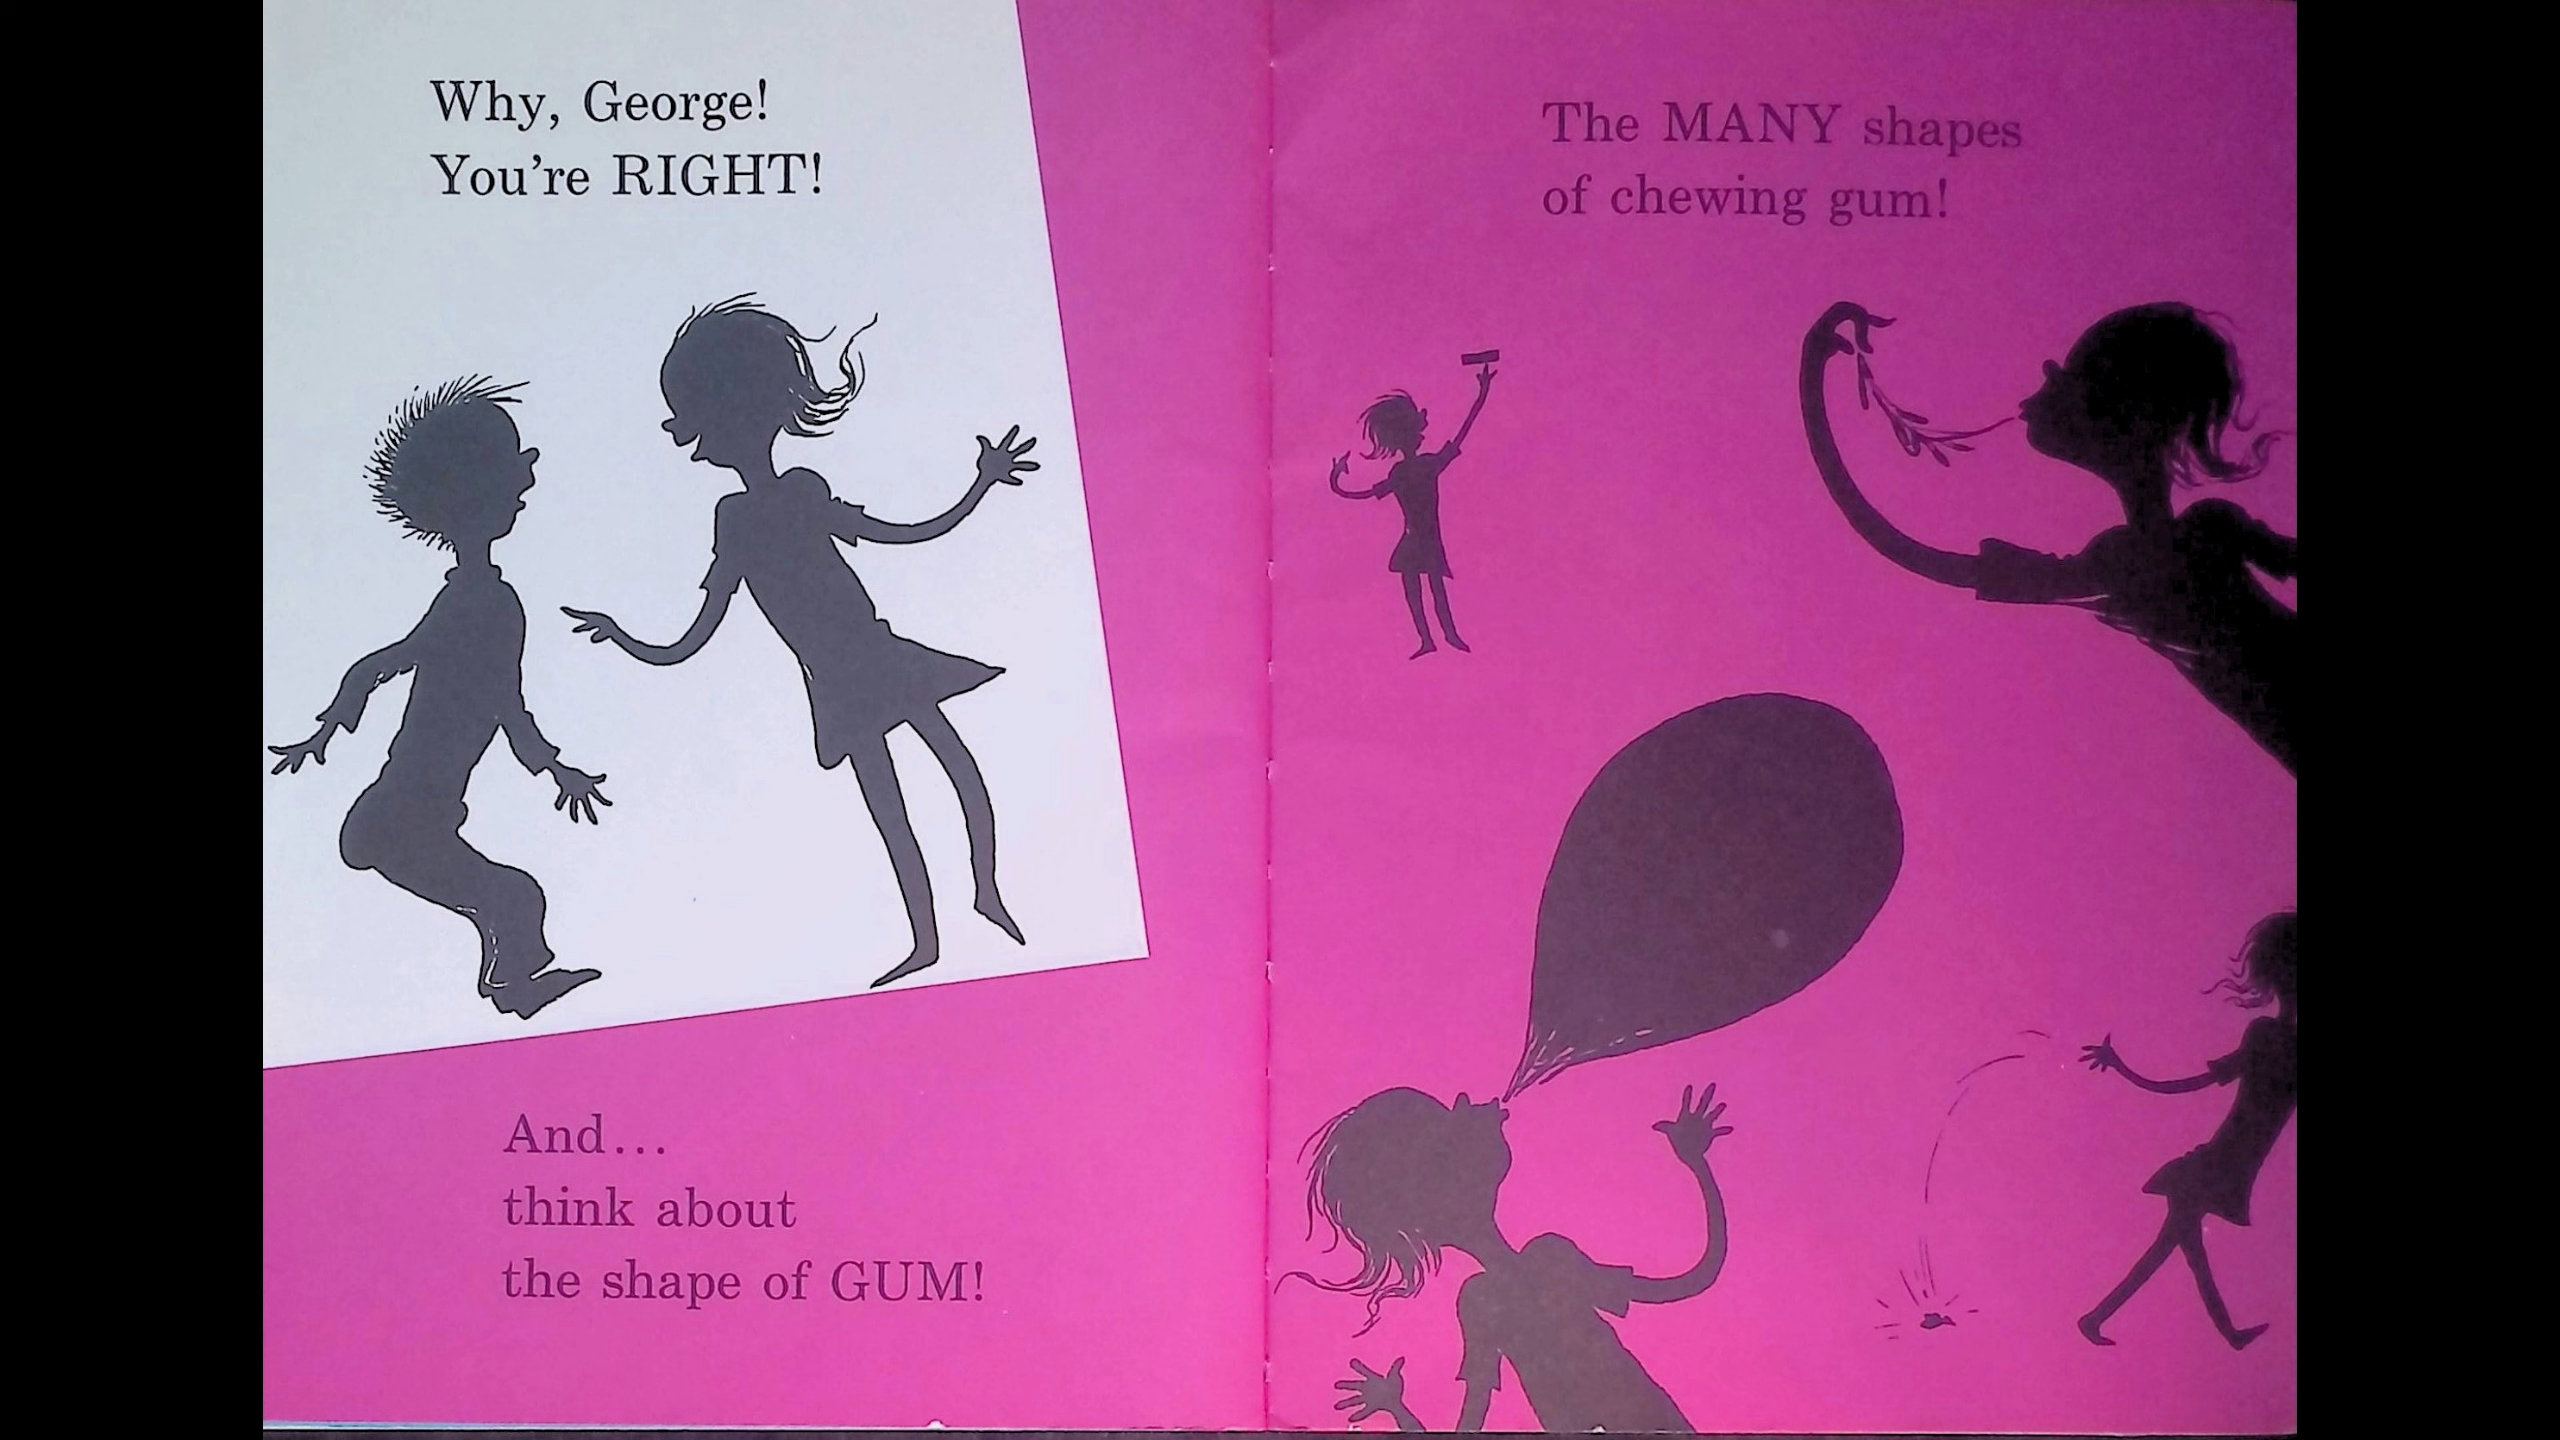 Why, George!
You're RIGHT!
And...
think about
the shape of GUM!
The MANY shapes
of chewing gum!